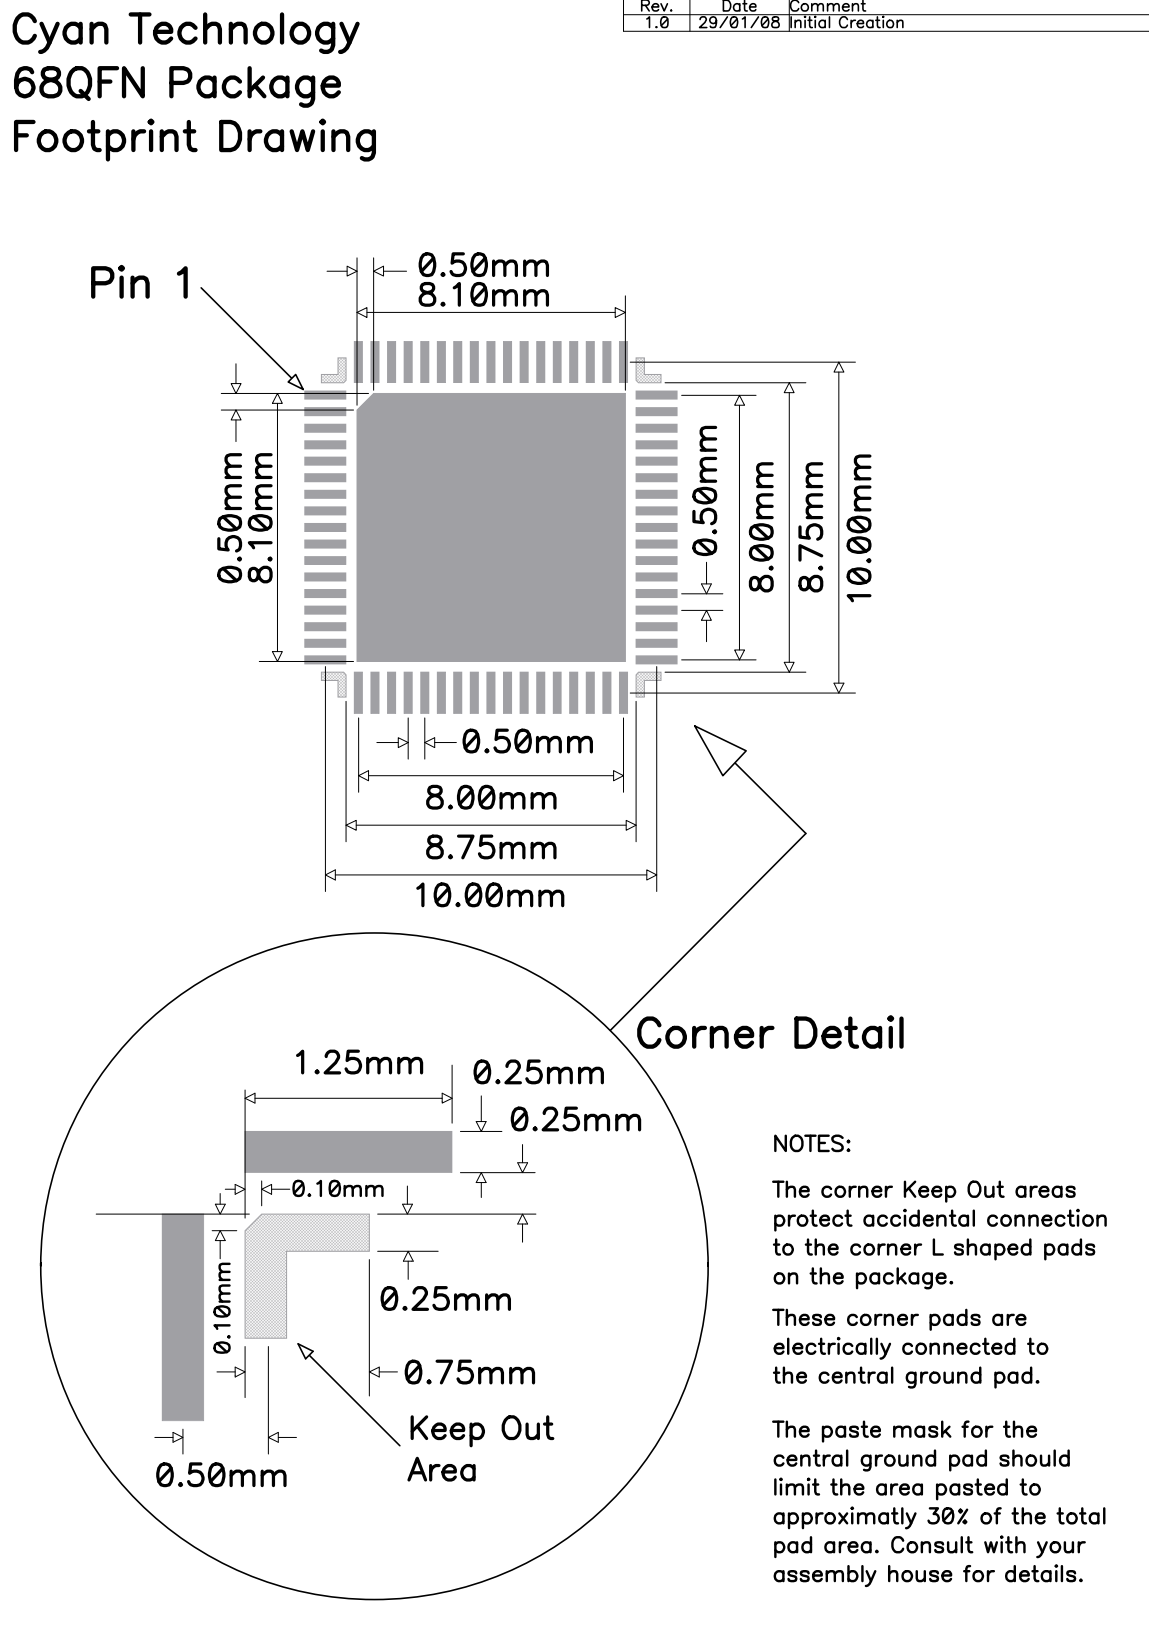 Cyan Technology
68QFN Package
Footprint Drawing
Rev. Date Comment
1.0 29/01/08 Initial Creation
Pin 1
0.50mm
8.10mm
0.50mm
8.10mm
0.50mm
8.00mm
8.75mm
10.00mm
0.50mm
8.00mm
8.75mm
10.00mm
Corner Detail
1.25mm
0.25mm
0.25mm
0.10mm
0.10mm
0.25mm
0.75mm
Keep Out
Area
0.50mm
NOTES:
The corner Keep Out areas
protect accidental connection
to the corner L shaped pads
on the package.
These corner pads are
electrically connected to
the central ground pad.
The paste mask for the
central ground pad should
limit the area pasted to
approximatly 30% of the total
pad area. Consult with your
assembly house for details.